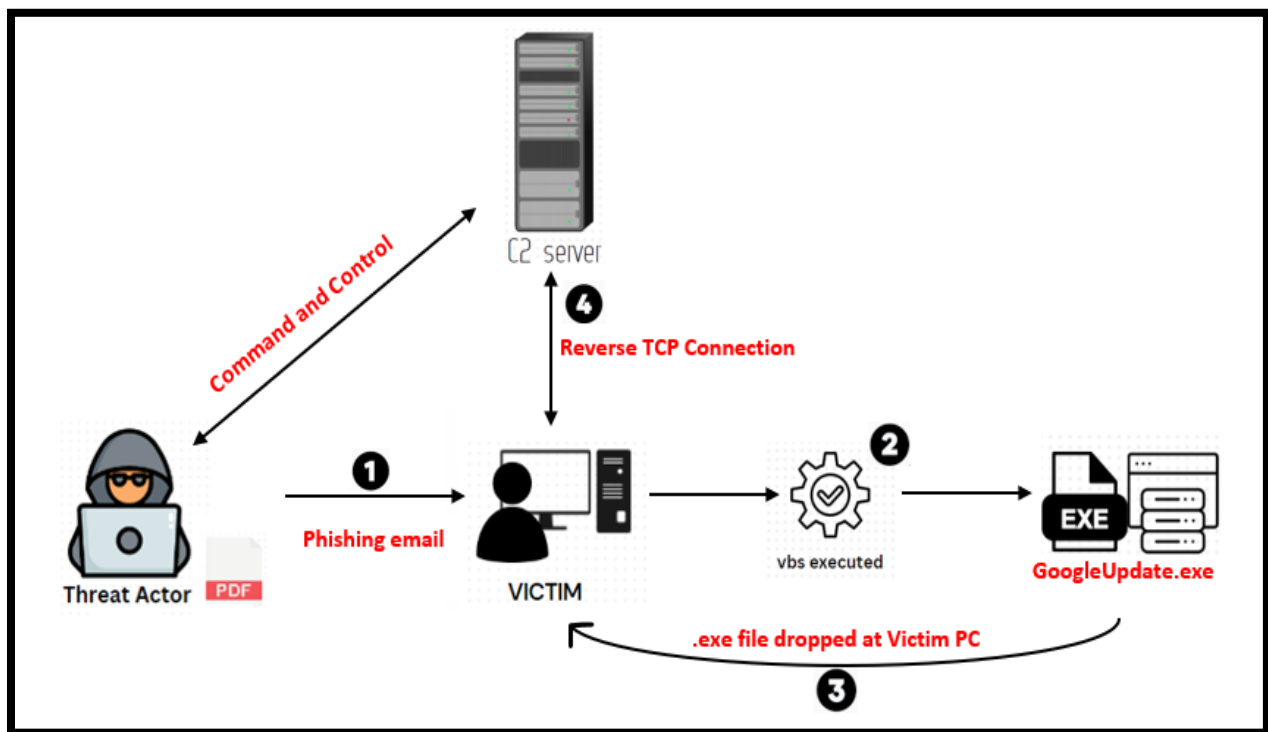 C2 server
4
Reverse TCP Connection
Command and Control
1
Phishing email
Threat Actor
PDF
VICTIM
2
vbs executed
EXE
GoogleUpdate.exe
.exe file dropped at Victim PC
3